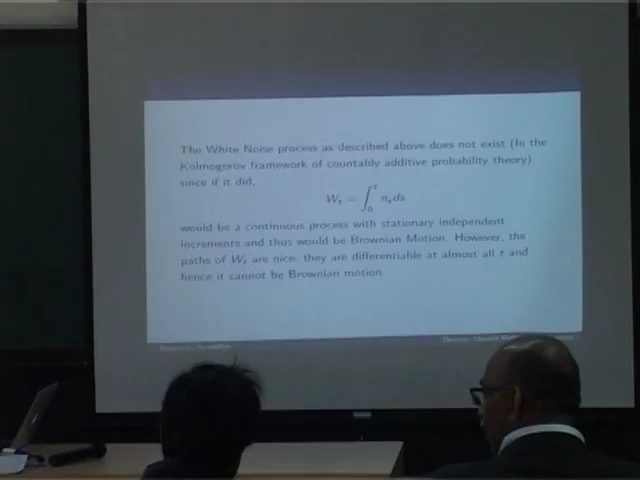 The White Noise process as described above does not exist (In the
Kolmogorov framework of countably additive probability theory)
since if it did,
W_t = ∫_0^t n_s ds
would be a continuous process with stationary independent
increments and thus would be Brownian Motion. However, the
paths of W_t are nice: they are differentiable at almost all t and
hence it cannot be Brownian motion.
Director, Chennai